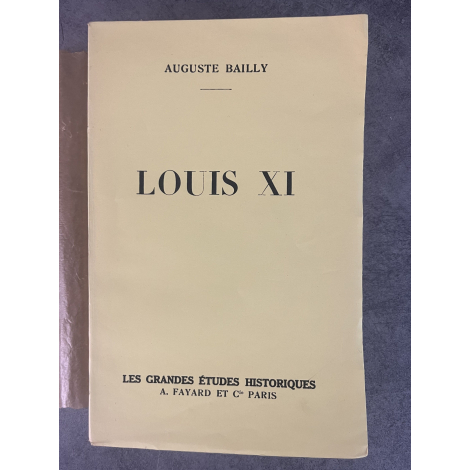 AUGUSTE BAILLY
LOUIS XI
LES GRANDES ÉTUDES HISTORIQUES
A. FAYARD ET Cie PARIS